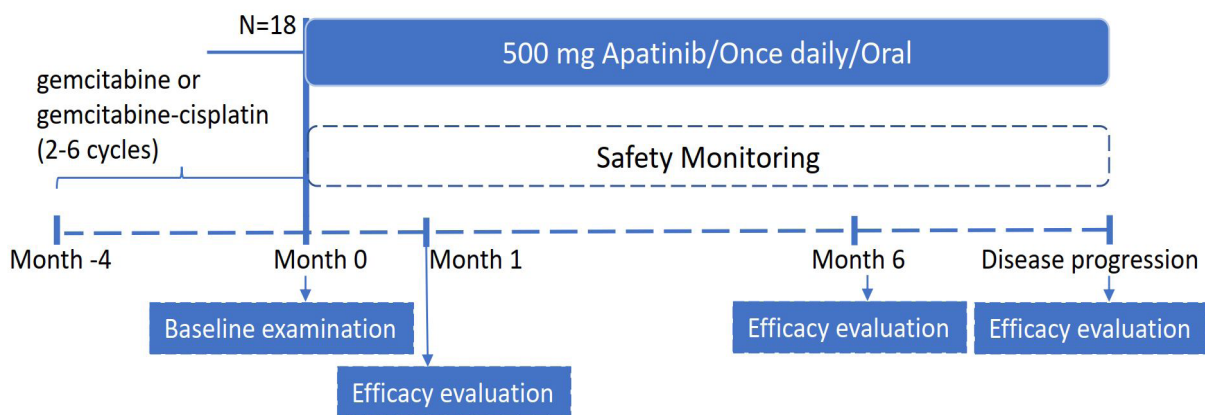 N=18
500 mg Apatinib/Once daily/Oral
gemcitabine or
gemcitabine-cisplatin
(2-6 cycles)
Safety Monitoring
Month -4
Month 0
Month 1
Month 6
Disease progression
Baseline examination
Efficacy evaluation
Efficacy evaluation
Efficacy evaluation